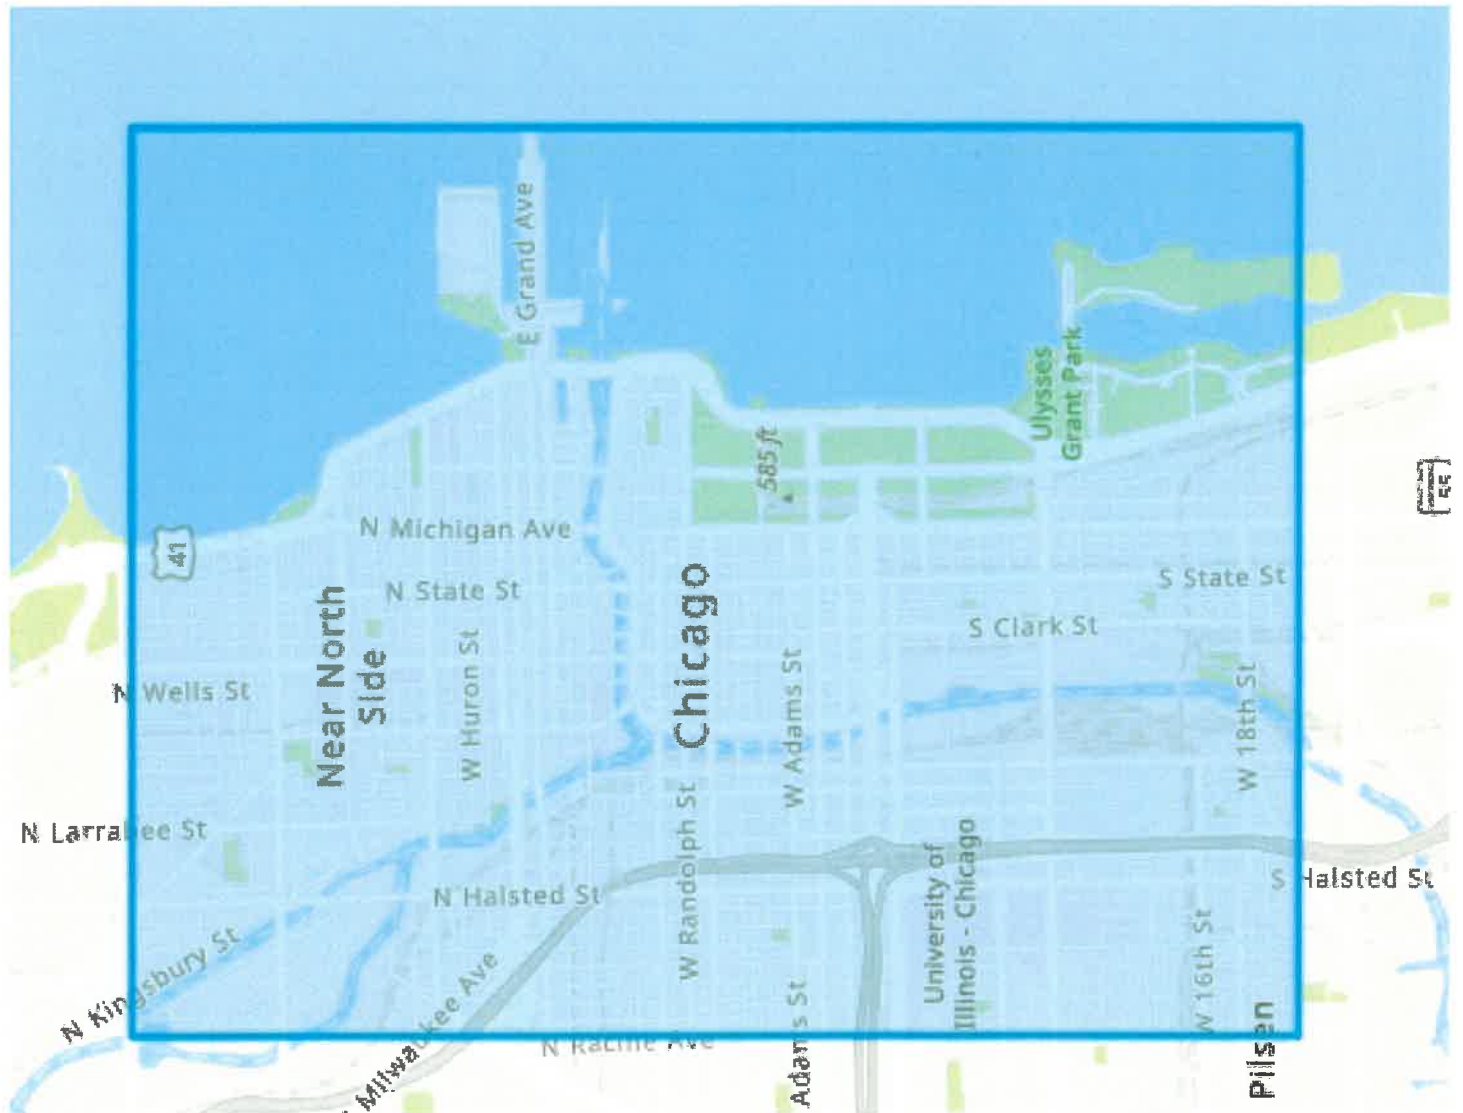 E Grand Ave
Ulysses
Grant Park
585 ft
55
N Michigan Ave
41
N State St
S State St
Near North
Side
Chicago
S Clark St
N Wells St
W Huron St
W Adams St
W 18th St
N Larrabee St
N Halsted St
W Randolph St
University of
Illinois - Chicago
S Halsted St
N Kingsbury St
W 16th St
Milwaukee Ave
N Racine Ave
Adams St
Pilsen